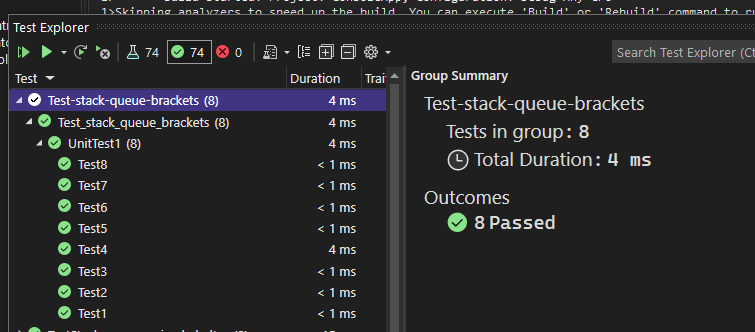 1>Skipping analyzers to speed up the build. You can execute 'Build' or 'Rebuild' command to ru
Test Explorer
74 74 0
Search Test Explorer (Ct
Test Duration Trai
Test-stack-queue-brackets (8) 4 ms
Test_stack_queue_brackets (8) 4 ms
UnitTest1 (8) 4 ms
Test8 < 1 ms
Test7 < 1 ms
Test6 < 1 ms
Test5 < 1 ms
Test4 4 ms
Test3 < 1 ms
Test2 < 1 ms
Test1 < 1 ms
Group Summary
Test-stack-queue-brackets
Tests in group: 8
Total Duration: 4 ms
Outcomes
8 Passed